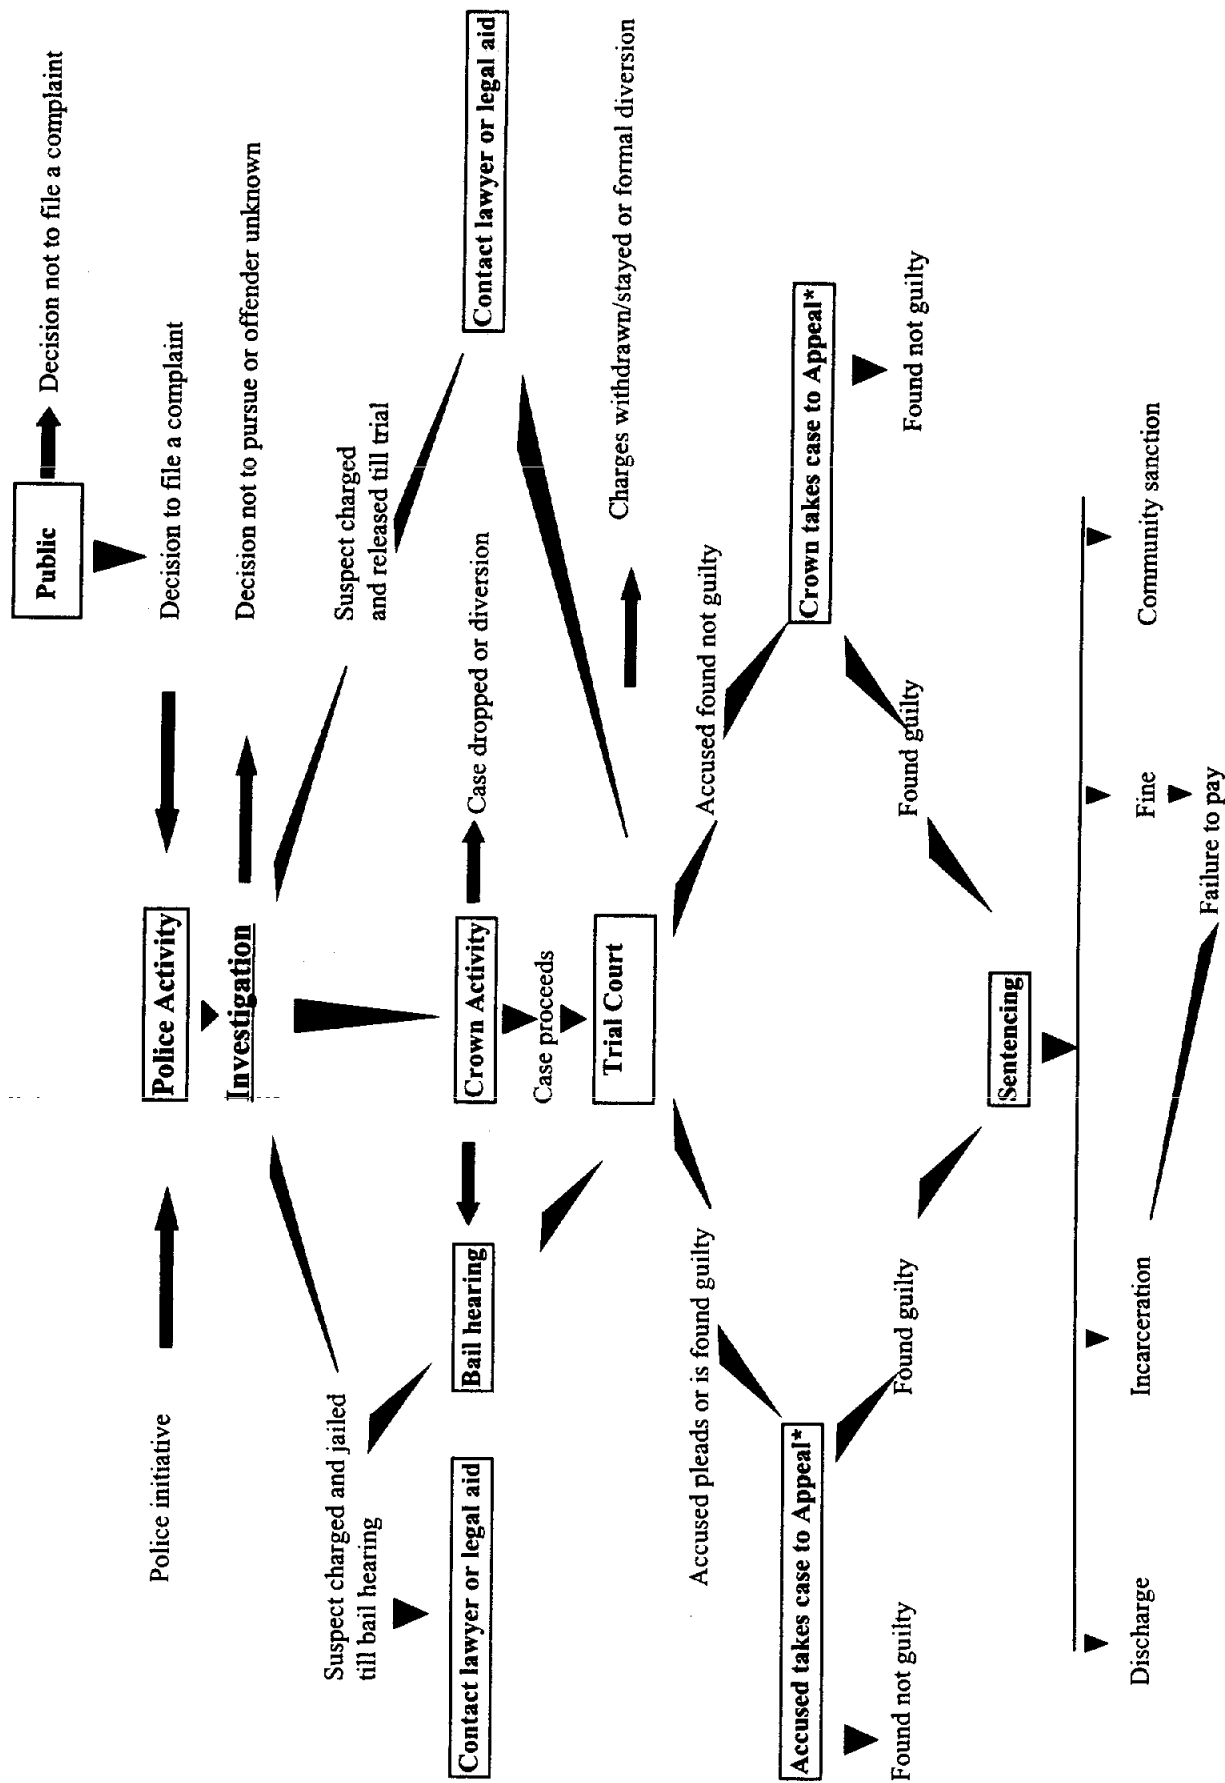 Public
Decision not to file a complaint
Police initiative
Police Activity
Decision to file a complaint
Investigation
Decision not to pursue or offender unknown
Suspect charged and jailed
till bail hearing
Suspect charged
and released till trial
Contact lawyer or legal aid
Bail hearing
Crown Activity
Case dropped or diversion
Contact lawyer or legal aid
Case proceeds
Trial Court
Charges withdrawn/stayed or formal diversion
Accused pleads or is found guilty
Accused found not guilty
Accused takes case to Appeal*
Crown takes case to Appeal*
Found not guilty
Found guilty
Found guilty
Found not guilty
Sentencing
Discharge
Incarceration
Fine
Community sanction
Failure to pay